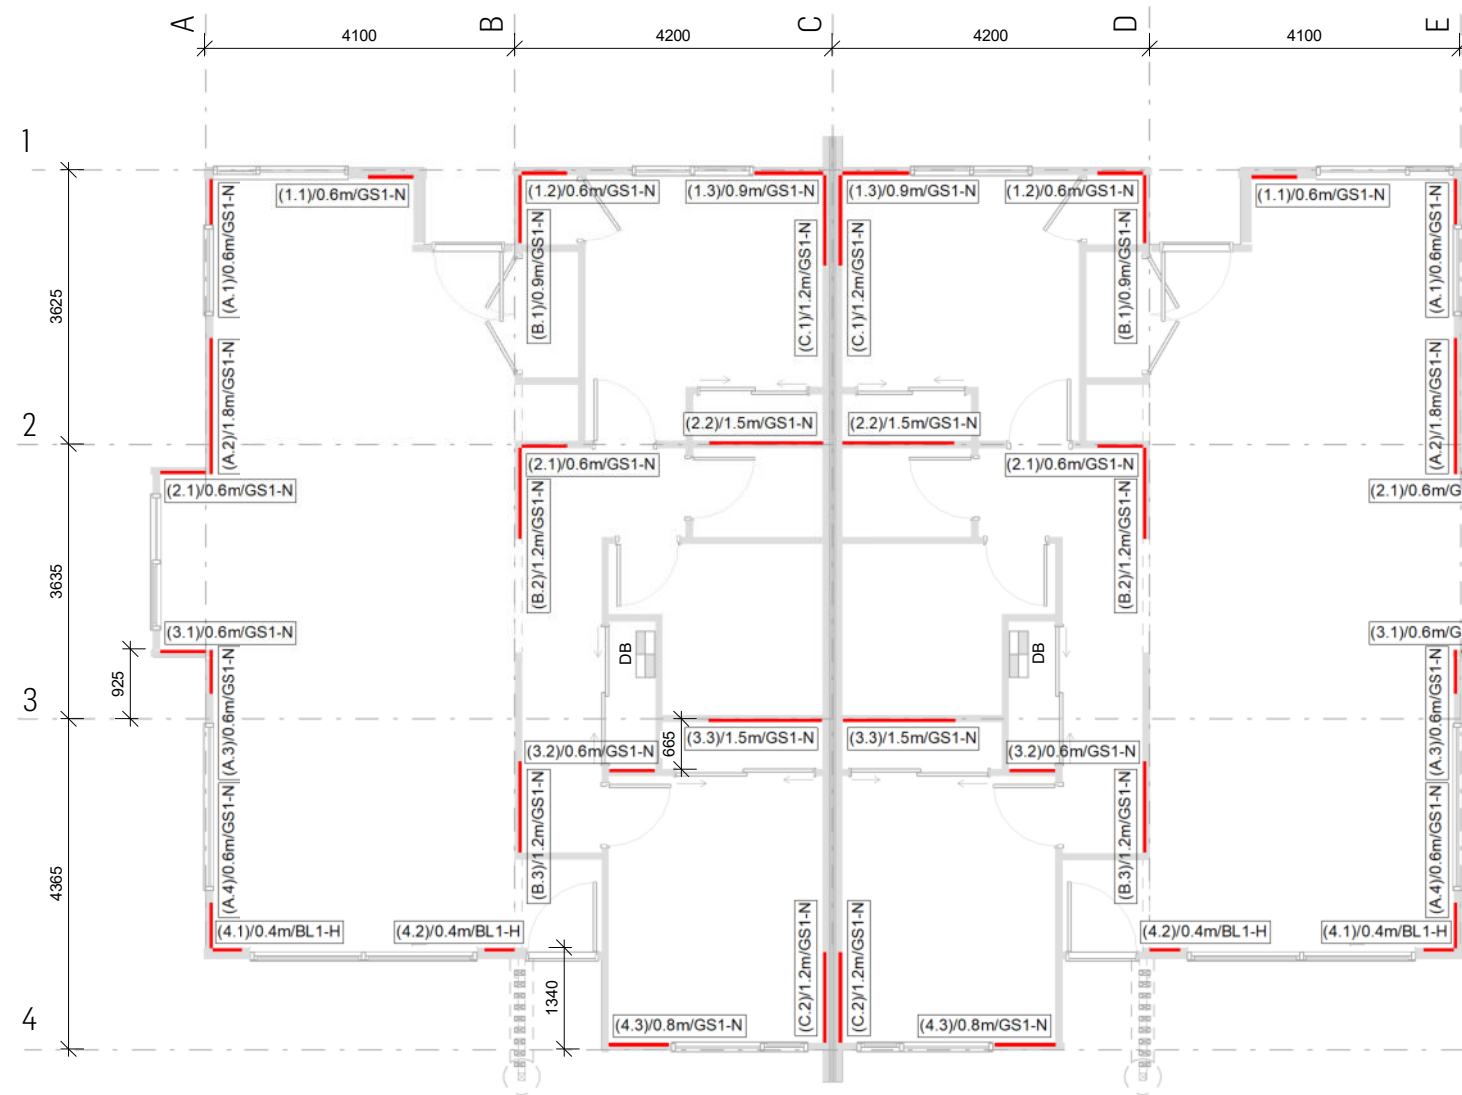 A
B
C
D
E
4100
4200
4200
4100
1
(1.1)/0.6m/GS1-N
(1.2)/0.6m/GS1-N
(1.3)/0.9m/GS1-N
(1.3)/0.9m/GS1-N
(1.2)/0.6m/GS1-N
(1.1)/0.6m/GS1-N
(A.1)/0.6m/GS1-N
(B.1)/0.9m/GS1-N
(C.1)/1.2m/GS1-N
(C.1)/1.2m/GS1-N
(B.1)/0.9m/GS1-N
(A.1)/0.6m/GS1-N
3625
(A.2)/1.8m/GS1-N
(A.2)/1.8m/GS1-N
2
(2.2)/1.5m/GS1-N
(2.2)/1.5m/GS1-N
(2.1)/0.6m/GS1-N
(2.1)/0.6m/GS1-N
(2.1)/0.6m/GS1-N
(2.1)/0.6m/G
(B.2)/1.2m/GS1-N
(B.2)/1.2m/GS1-N
3635
(3.1)/0.6m/GS1-N
(3.1)/0.6m/G
DB
DB
925
3
(A.3)/0.6m/GS1-N
(A.3)/0.6m/GS1-N
665
(3.3)/1.5m/GS1-N
(3.3)/1.5m/GS1-N
(3.2)/0.6m/GS1-N
(3.2)/0.6m/GS1-N
(A.4)/0.6m/GS1-N
(B.3)/1.2m/GS1-N
(B.3)/1.2m/GS1-N
(A.4)/0.6m/GS1-N
4365
(4.1)/0.4m/BL1-H
(4.2)/0.4m/BL1-H
(C.2)/1.2m/GS1-N
(C.2)/1.2m/GS1-N
(4.2)/0.4m/BL1-H
(4.1)/0.4m/BL1-H
1340
4
(4.3)/0.8m/GS1-N
(4.3)/0.8m/GS1-N